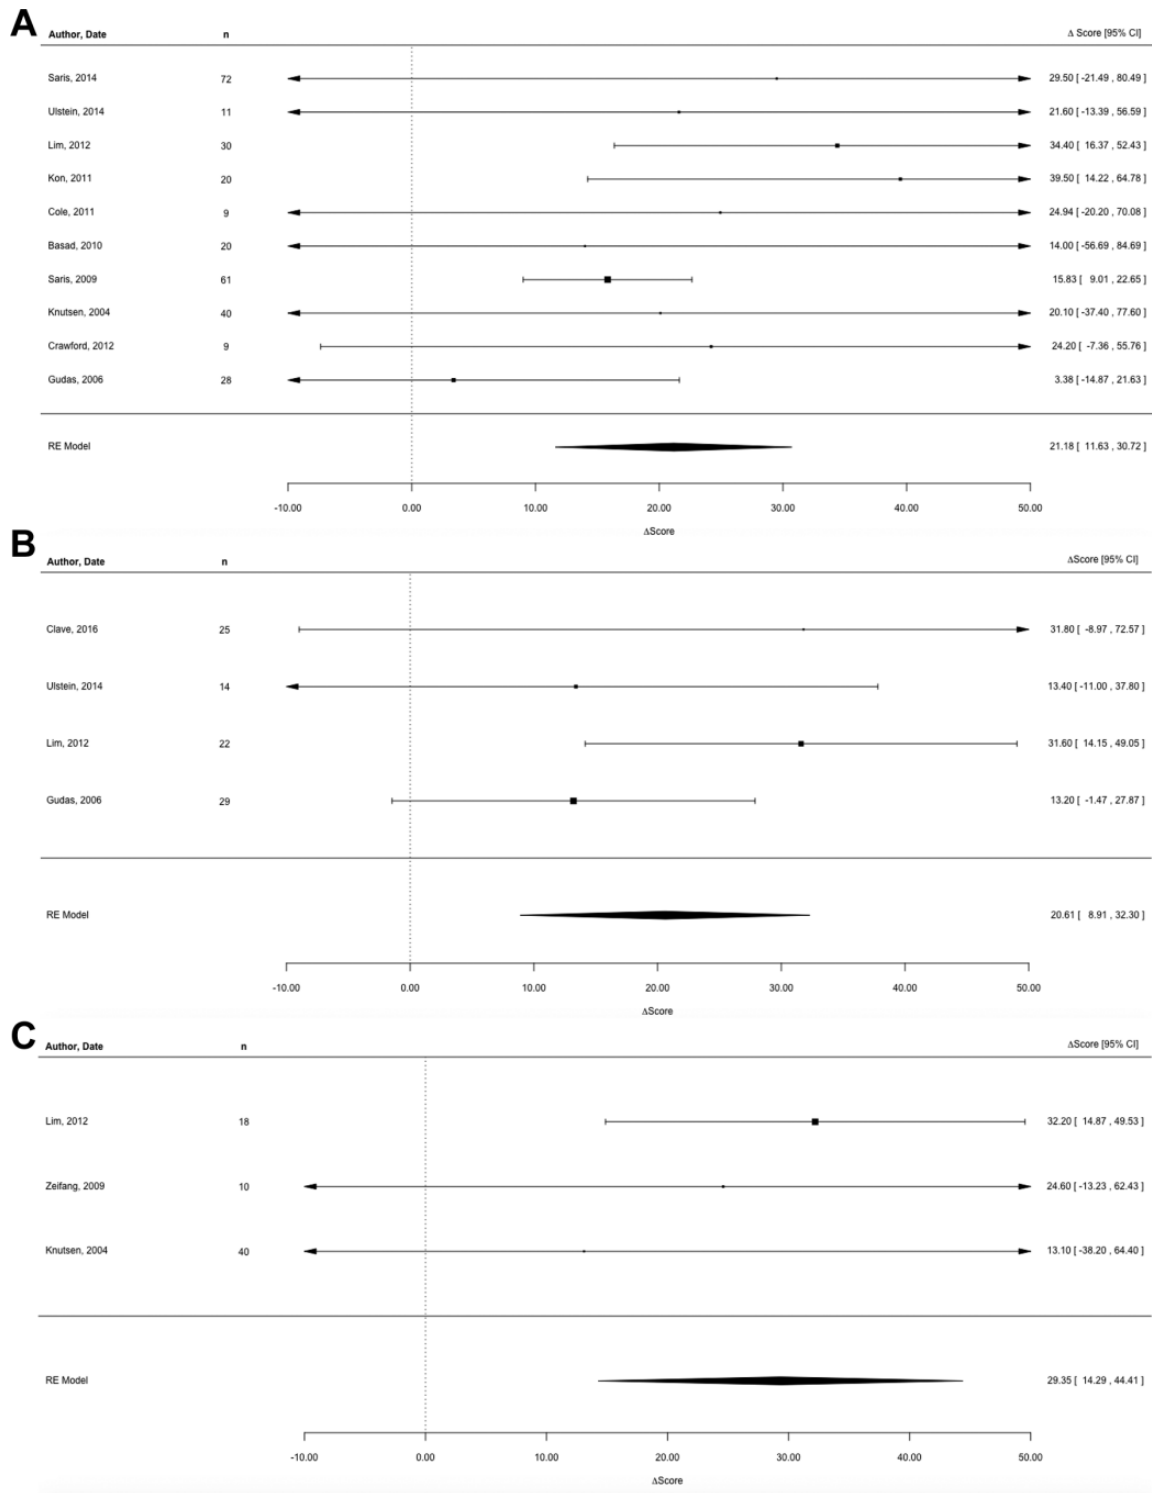 A
Author, Date n Δ Score [95% CI]
Saris, 2014 72 29.50 [ -21.49 , 80.49 ]
Ulstein, 2014 11 21.60 [ -13.39 , 56.59 ]
Lim, 2012 30 34.40 [ 16.37 , 52.43 ]
Kon, 2011 20 39.50 [ 14.22 , 64.78 ]
Cole, 2011 9 24.94 [ -20.20 , 70.08 ]
Basad, 2010 20 14.00 [ -56.69 , 84.69 ]
Saris, 2009 61 15.83 [ 9.01 , 22.65 ]
Knutsen, 2004 40 20.10 [ -37.40 , 77.60 ]
Crawford, 2012 9 24.20 [ -7.36 , 55.76 ]
Gudas, 2006 28 3.38 [ -14.87 , 21.63 ]
RE Model 21.18 [ 11.63 , 30.72 ]
-10.00 0.00 10.00 20.00 30.00 40.00 50.00
ΔScore
B
Author, Date n ΔScore [95% CI]
Clave, 2016 25 31.80 [ -8.97 , 72.57 ]
Ulstein, 2014 14 13.40 [ -11.00 , 37.80 ]
Lim, 2012 22 31.60 [ 14.15 , 49.05 ]
Gudas, 2006 29 13.20 [ -1.47 , 27.87 ]
RE Model 20.61 [ 8.91 , 32.30 ]
-10.00 0.00 10.00 20.00 30.00 40.00 50.00
ΔScore
C
Author, Date n ΔScore [95% CI]
Lim, 2012 18 32.20 [ 14.87 , 49.53 ]
Zeifang, 2009 10 24.60 [ -13.23 , 62.43 ]
Knutsen, 2004 40 13.10 [ -38.20 , 64.40 ]
RE Model 29.35 [ 14.29 , 44.41 ]
-10.00 0.00 10.00 20.00 30.00 40.00 50.00
ΔScore